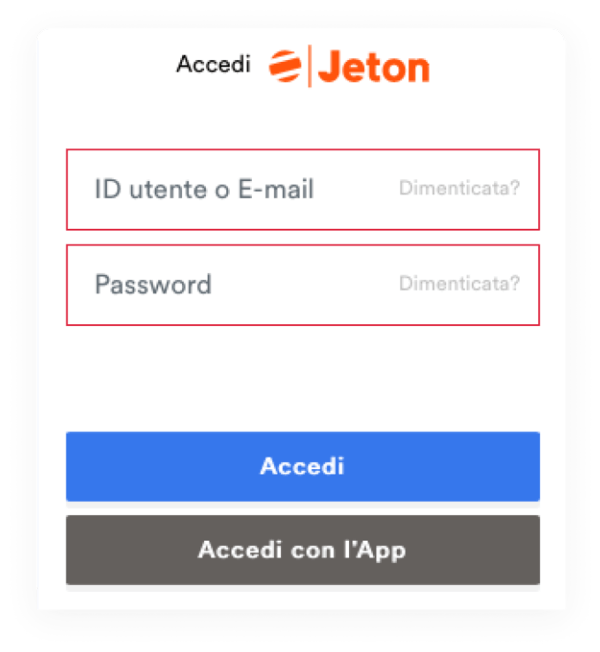 Accedi Jeton
ID utente o E-mail Dimenticata?
Password Dimenticata?
Accedi
Accedi con l'App